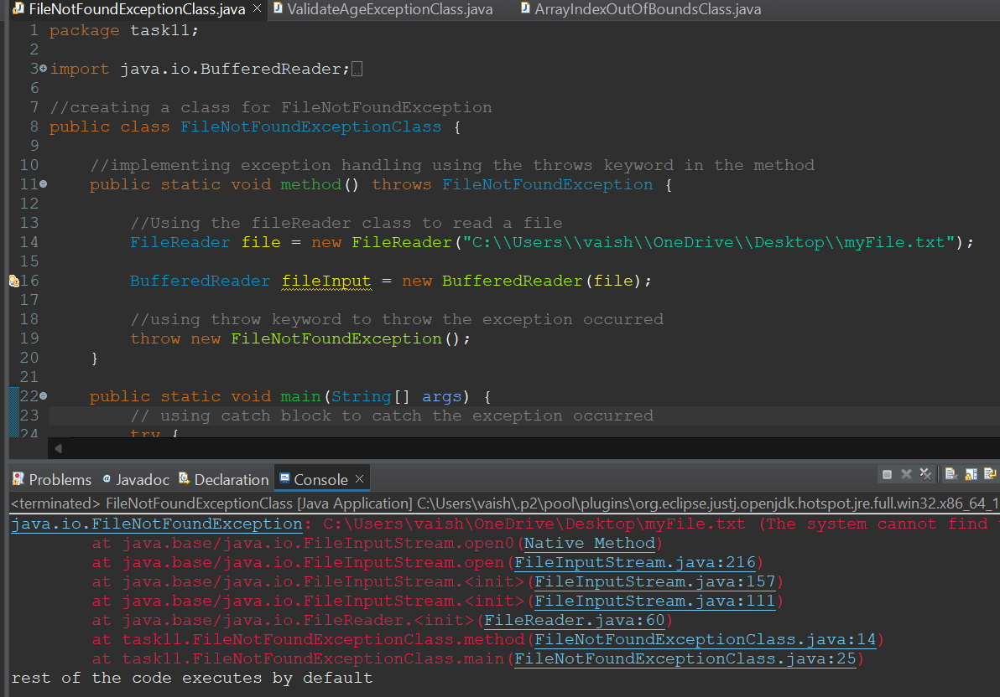 FileNotFoundExceptionClass.java ValidateAgeExceptionClass.java ArrayIndexOutOfBoundsClass.java
1 package task11;
2
3 import java.io.BufferedReader;
6
7 //creating a class for FileNotFoundException
8 public class FileNotFoundExceptionClass {
9
10 //implementing exception handling using the throws keyword in the method
11 public static void method() throws FileNotFoundException {
12
13 //Using the fileReader class to read a file
14 FileReader file = new FileReader("C:\\Users\\vaish\\OneDrive\\Desktop\\myFile.txt");
15
16 BufferedReader fileInput = new BufferedReader(file);
17
18 //using throw keyword to throw the exception occurred
19 throw new FileNotFoundException();
20 }
21
22 public static void main(String[] args) {
23 // using catch block to catch the exception occurred
24 try {
Problems Javadoc Declaration Console
<terminated> FileNotFoundExceptionClass [Java Application] C:\Users\vaish\.p2\pool\plugins\org.eclipse.justj.openjdk.hotspot.jre.full.win32.x86_64_1
java.io.FileNotFoundException: C:\Users\vaish\OneDrive\Desktop\myFile.txt (The system cannot find
at java.base/java.io.FileInputStream.open0(Native Method)
at java.base/java.io.FileInputStream.open(FileInputStream.java:216)
at java.base/java.io.FileInputStream.<init>(FileInputStream.java:157)
at java.base/java.io.FileInputStream.<init>(FileInputStream.java:111)
at java.base/java.io.FileReader.<init>(FileReader.java:60)
at task11.FileNotFoundExceptionClass.method(FileNotFoundExceptionClass.java:14)
at task11.FileNotFoundExceptionClass.main(FileNotFoundExceptionClass.java:25)
rest of the code executes by default